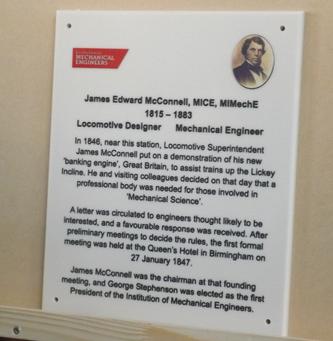 MECHANICAL
ENGINEERS
James Edward McConnell, MICE, MIMechE
1815 – 1883
Locomotive Designer Mechanical Engineer
In 1846, near this station, Locomotive Superintendent
James McConnell put on a demonstration of his new
'banking engine', Great Britain, to assist trains up the Lickey
Incline. He and visiting colleagues decided on that day that a
professional body was needed for those involved in
'Mechanical Science'.
A letter was circulated to engineers thought likely to be
interested, and a favourable response was received. After
preliminary meetings to decide the rules, the first formal
meeting was held at the Queen's Hotel in Birmingham on
27 January 1847.
James McConnell was the chairman at that founding
meeting, and George Stephenson was elected as the first
President of the Institution of Mechanical Engineers.